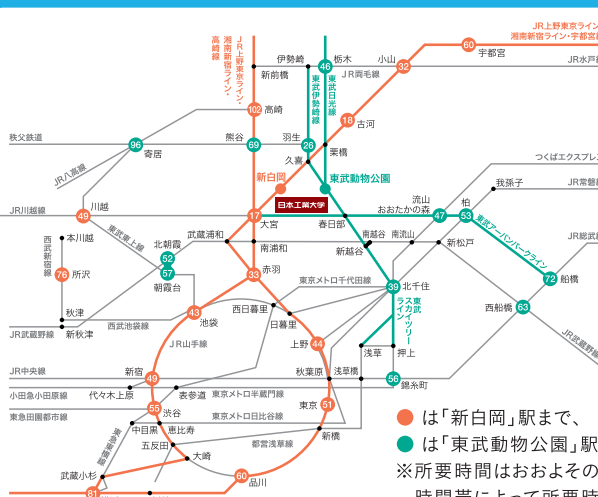 JR上野東京ライン・
湘南新宿ライン・宇都宮線
60
宇都宮
JR上野東京ライン・
湘南新宿ライン・
高崎線
伊勢崎
新前橋
栃木
46
小山
32
JR両毛線
JR水戸線
東武伊勢崎線
東武日光線
102
高崎
18
古河
秩父鉄道
96
寄居
熊谷
69
羽生
26
栗橋
久喜
JR八高線
新白岡
東武動物公園
日本工業大学
つくばエクスプレス
我孫子
JR常磐線
流山
おおたかの森
47
柏
53
JR川越線
49
川越
17
大宮
春日部
東武アーバンパークライン
東武東上線
武蔵浦和
南浦和
新越谷
南越谷
南流山
新松戸
JR総武線
西武新宿線
本川越
76
所沢
北朝霞
52
57
朝霞台
33
赤羽
東京メトロ千代田線
39
北千住
72
船橋
秋津
新秋津
西武池袋線
JR武蔵野線
43
池袋
西日暮里
日暮里
東武
スカイツリー
ライン
西船橋
63
JR武蔵野線
JR山手線
上野
44
浅草
押上
JR中央線
新宿
49
秋葉原
浅草橋
56
錦糸町
小田急小田原線
代々木上原
表参道
東京メトロ半蔵門線
東急田園都市線
55
渋谷
東京メトロ日比谷線
東京
51
中目黒
恵比寿
新橋
東急東横線
五反田
都営浅草線
大崎
武蔵小杉
60
品川
81
は「新白岡」駅まで、
は「東武動物公園」駅
※所要時間はおおよその
時間帯によって所要時